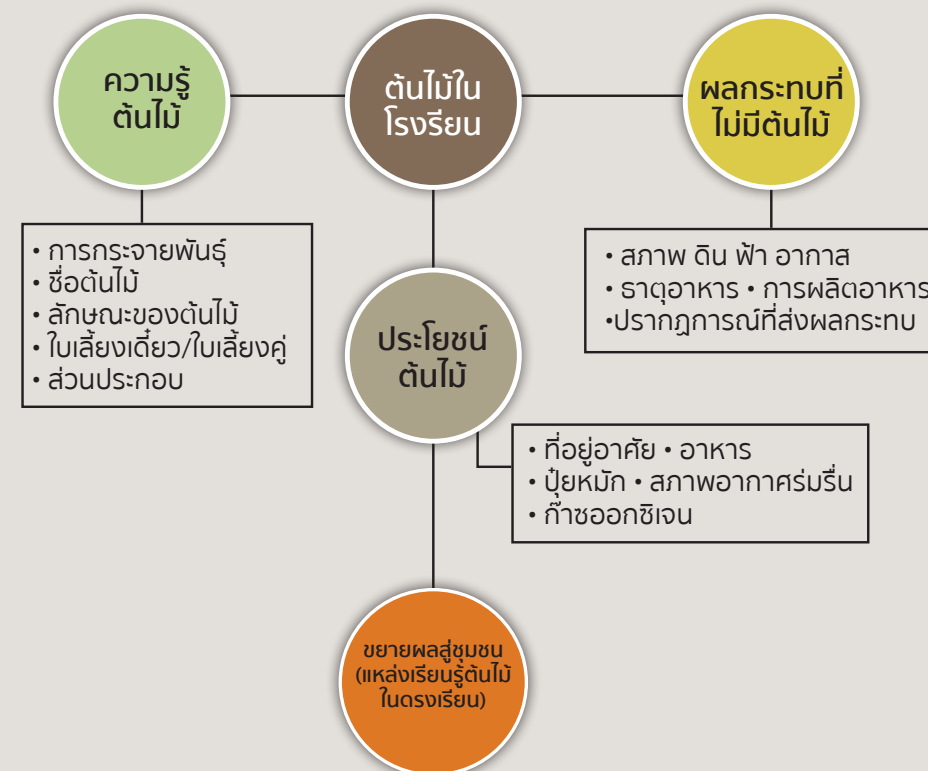 ความรู้
ต้นไม้
ต้นไม้ใน
โรงเรียน
ผลกระทบที่
ไม่มีต้นไม้
• การกระจายพันธุ์
• ชื่อต้นไม้
• ลักษณะของต้นไม้
• ใบเลี้ยงเดี๋ยว/ใบเลี้ยงคู่
• ส่วนประกอบ
• สภาพ ดิน ฟ้า อากาส
• ธาตุอาหาร • การผลิตอาหาร
•ปรากฏการณ์ที่ส่งผลกระทบ
ประโยชน์
ต้นไม้
• ที่อยู่อาศัย • อาหาร
• ปุ๋ยหมัก • สภาพอากาศร่มรื่น
• ก๊าซออกซิเจน
ขยายผลสู่ชุมชน
(แหล่งเรียนรู้ต้นไม้
ในดรงเรียน)